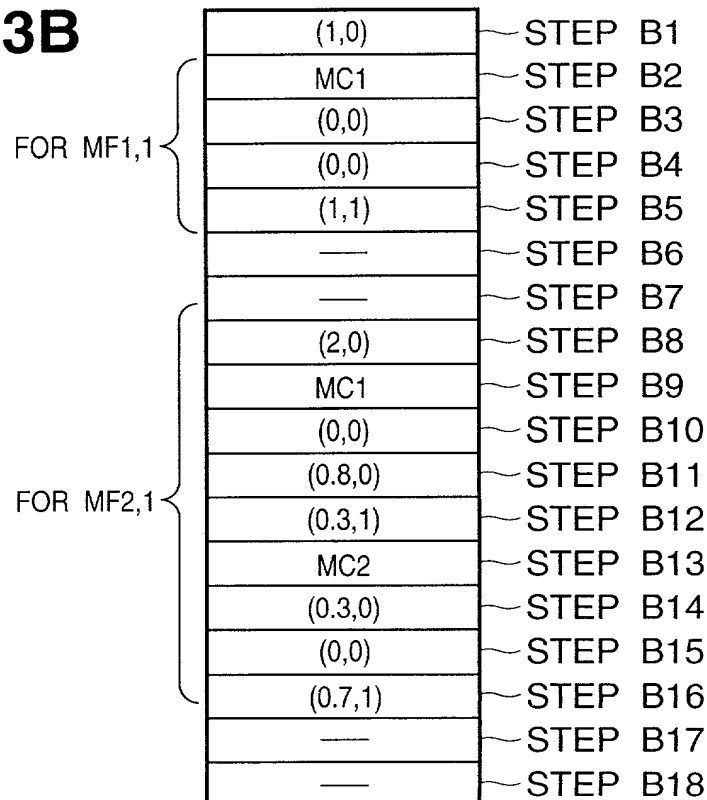 3B
(1,0) STEP B1
MC1 STEP B2
(0,0) STEP B3
FOR MF1,1
(0,0) STEP B4
(1,1) STEP B5
— STEP B6
— STEP B7
(2,0) STEP B8
MC1 STEP B9
(0,0) STEP B10
(0.8,0) STEP B11
FOR MF2,1
(0.3,1) STEP B12
MC2 STEP B13
(0.3,0) STEP B14
(0,0) STEP B15
(0.7,1) STEP B16
— STEP B17
— STEP B18